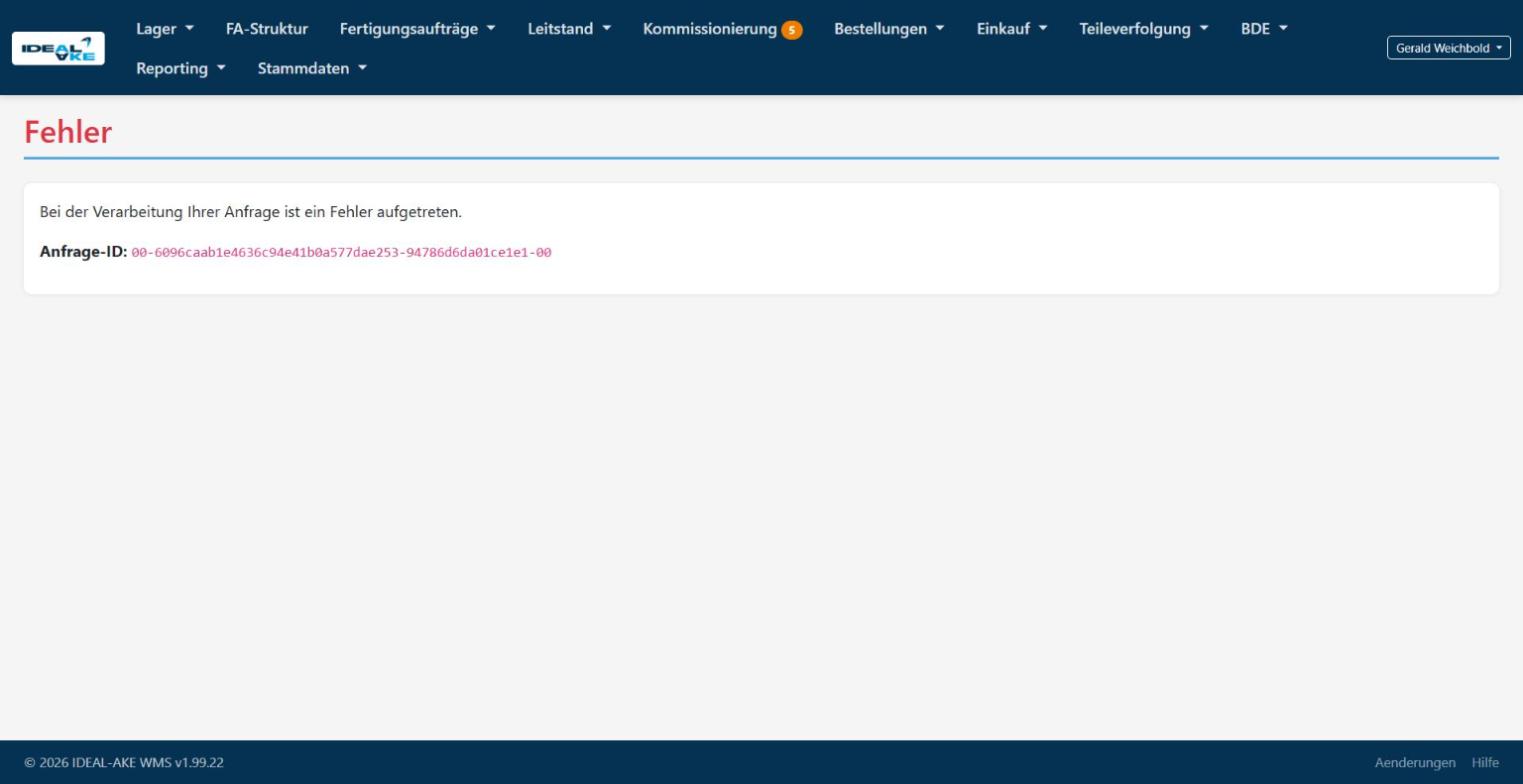 IDEAL AKE
Lager FA-Struktur Fertigungsaufträge Leitstand Kommissionierung 5 Bestellungen Einkauf Teileverfolgung BDE
Reporting Stammdaten
Gerald Weichbold
Fehler
Bei der Verarbeitung Ihrer Anfrage ist ein Fehler aufgetreten.
Anfrage-ID: 00-6096caab1e4636c94e41b0a577dae253-94786d6da01ce1e1-00
© 2026 IDEAL-AKE WMS v1.99.22 Aenderungen Hilfe